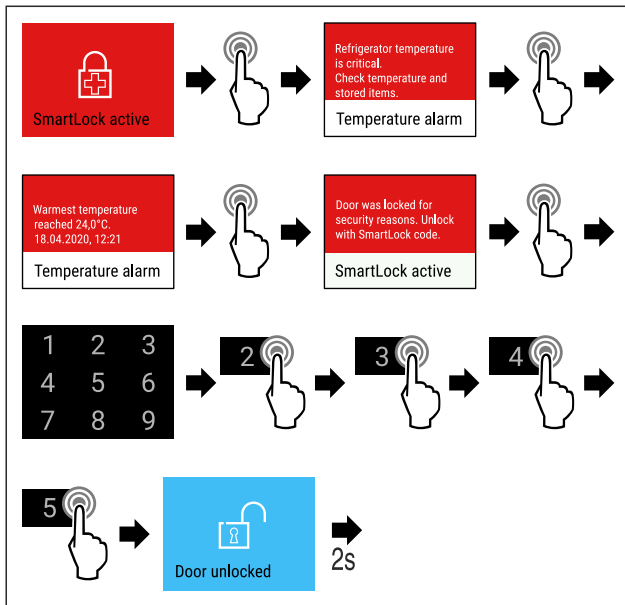 SmartLock active
Refrigerator temperature
is critical.
Check temperature and
stored items.
Temperature alarm
Warmest temperature
reached 24,0°C.
18.04.2020, 12:21
Temperature alarm
Door was locked for
security reasons. Unlock
with SmartLock code.
SmartLock active
1 2 3
4 5 6
7 8 9
2
3
4
5
Door unlocked
2s